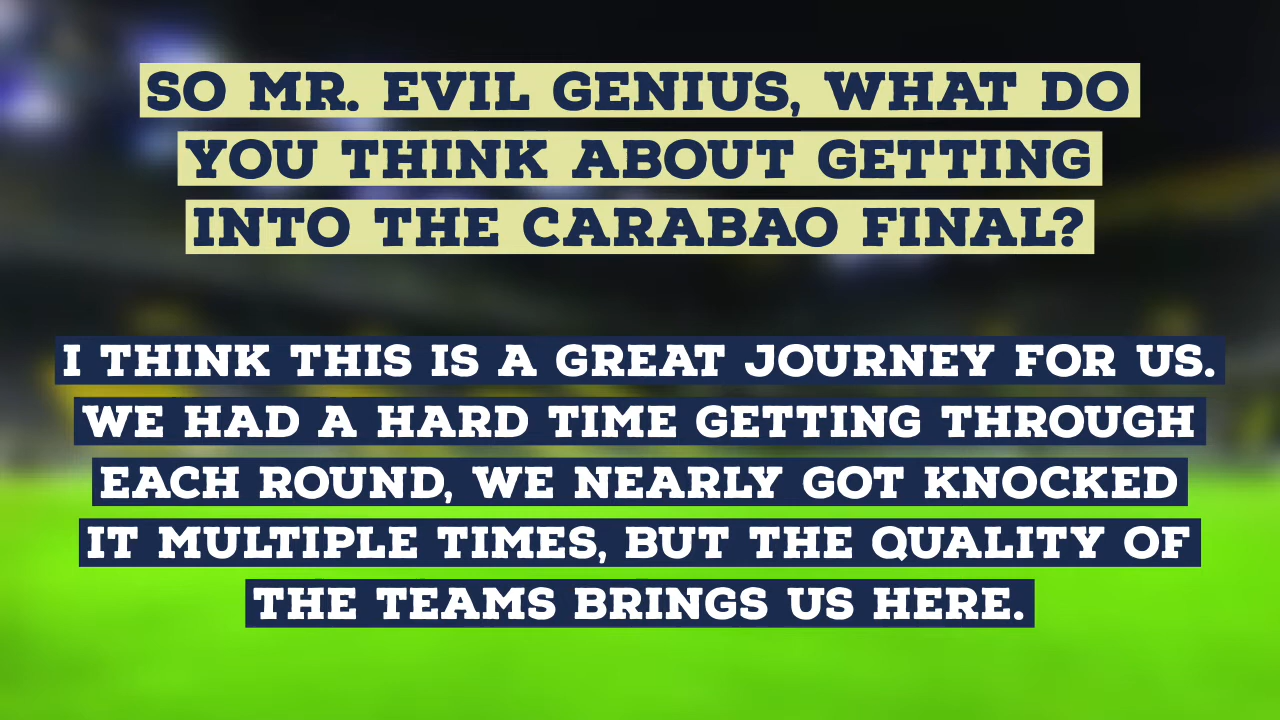 SO MR. EVIL GENIUS, WHAT DO
YOU THINK ABOUT GETTING
INTO THE CARABAO FINAL?
I THINK THIS IS A GREAT JOURNEY FOR US.
WE HAD A HARD TIME GETTING THROUGH
EACH ROUND, WE NEARLY GOT KNOCKED
IT MULTIPLE TIMES, BUT THE QUALITY OF
THE TEAMS BRINGS US HERE.